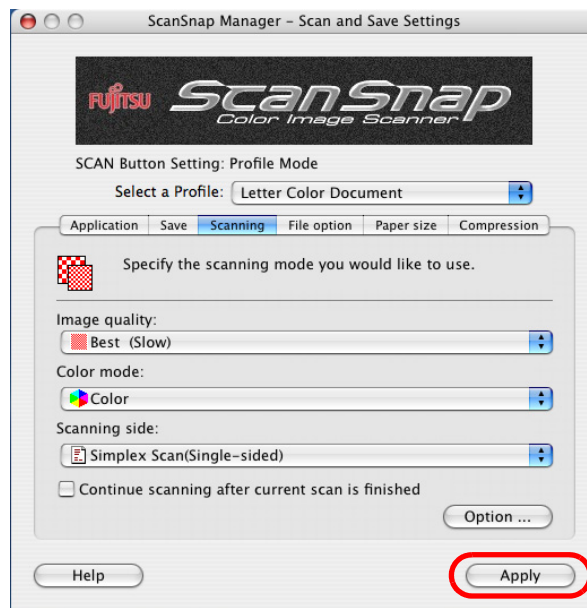 ScanSnap Manager – Scan and Save Settings
FUJITSU ScanSnap
Color Image Scanner
SCAN Button Setting: Profile Mode
Select a Profile: Letter Color Document
Application Save Scanning File option Paper size Compression
Specify the scanning mode you would like to use.
Image quality:
Best (Slow)
Color mode:
Color
Scanning side:
Simplex Scan(Single-sided)
Continue scanning after current scan is finished
Option ...
Help Apply